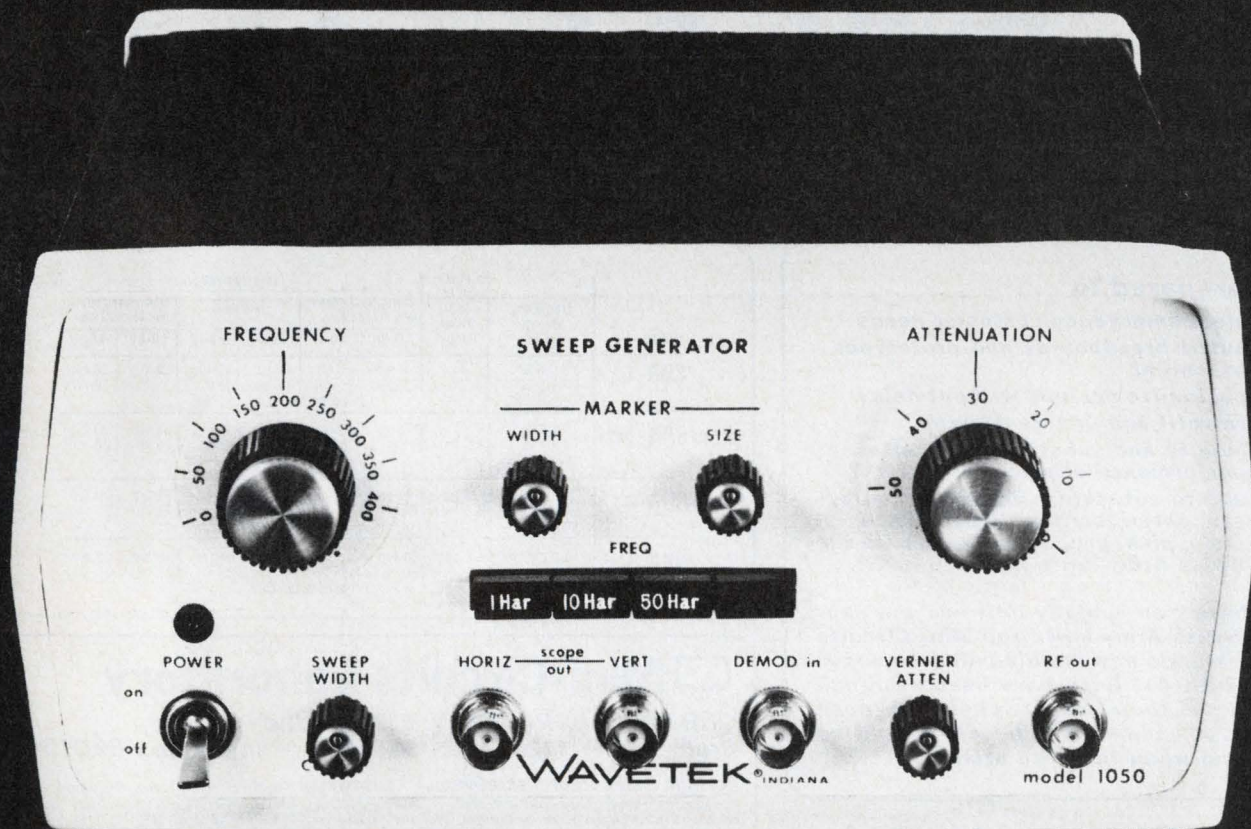 FREQUENCY
SWEEP GENERATOR
ATTENUATION
0 50 100 150 200 250 300 350 400
MARKER
WIDTH
SIZE
50 40 30 20 10 0
FREQ
1 Har 10 Har 50 Har
POWER
on
off
SWEEP
WIDTH
HORIZ scope out VERT
DEMOD in
VERNIER
ATTEN
RF out
WAVETEK® INDIANA
model 1050